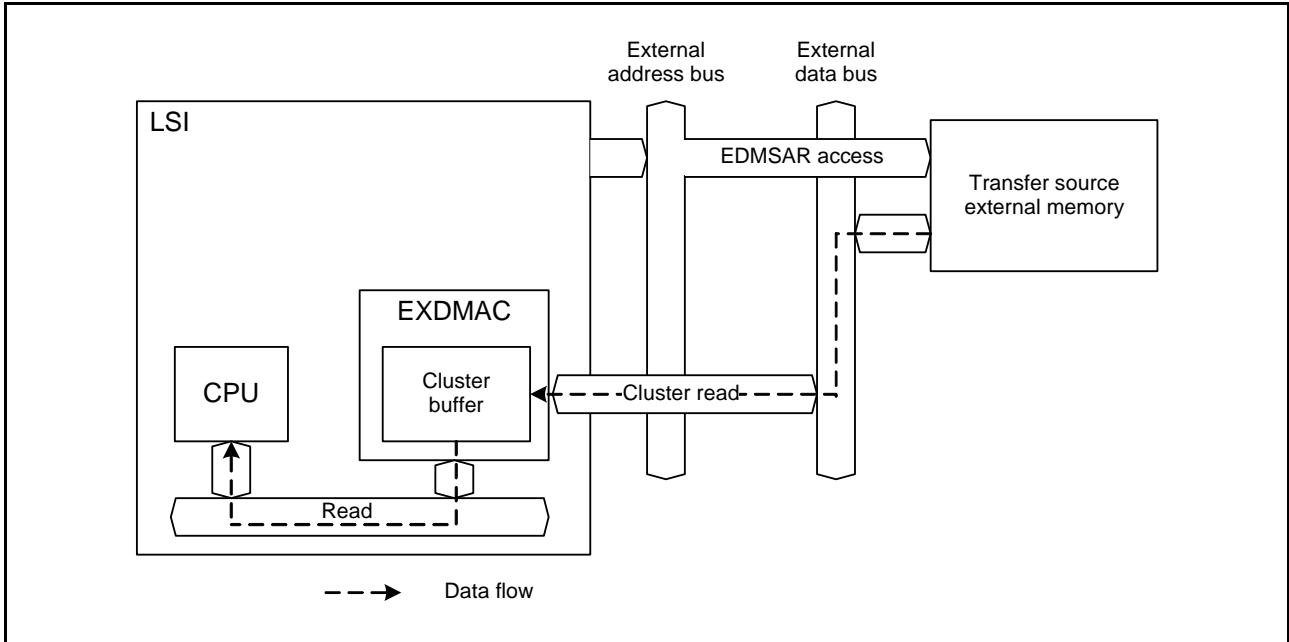 External
address bus
External
data bus
LSI
EDMSAR access
Transfer source
external memory
EXDMAC
CPU
Cluster
buffer
Cluster read
Read
Data flow